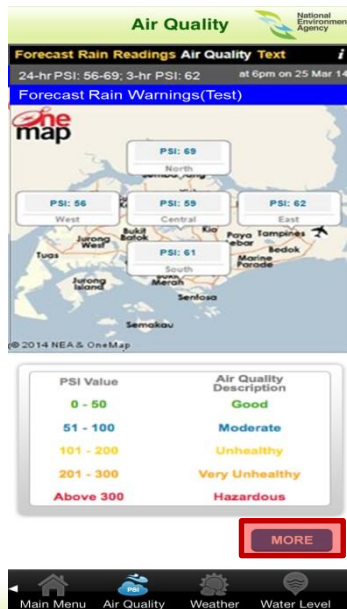 Air Quality
National
Environment
Agency
Forecast Rain Readings Air Quality Text i
24-hr PSI: 56-69; 3-hr PSI: 62 at 6pm on 25 Mar 14
Forecast Rain Warnings(Test)
One
map
PSI: 69
North
PSI: 56
West
PSI: 59
Central
PSI: 62
East
Bukit
Batok
Jurong
West
Paya
Tampines
Bedok
Tuas
PSI: 61
South
Marine
Parade
Jurong
Island
Merah
Sentosa
Semakau
© 2014 NEA & OneMap
PSI Value Air Quality
Description
0 - 50 Good
51 - 100 Moderate
101 - 200 Unhealthy
201 - 300 Very Unhealthy
Above 300 Hazardous
MORE
PSI
Main Menu Air Quality Weather Water Level